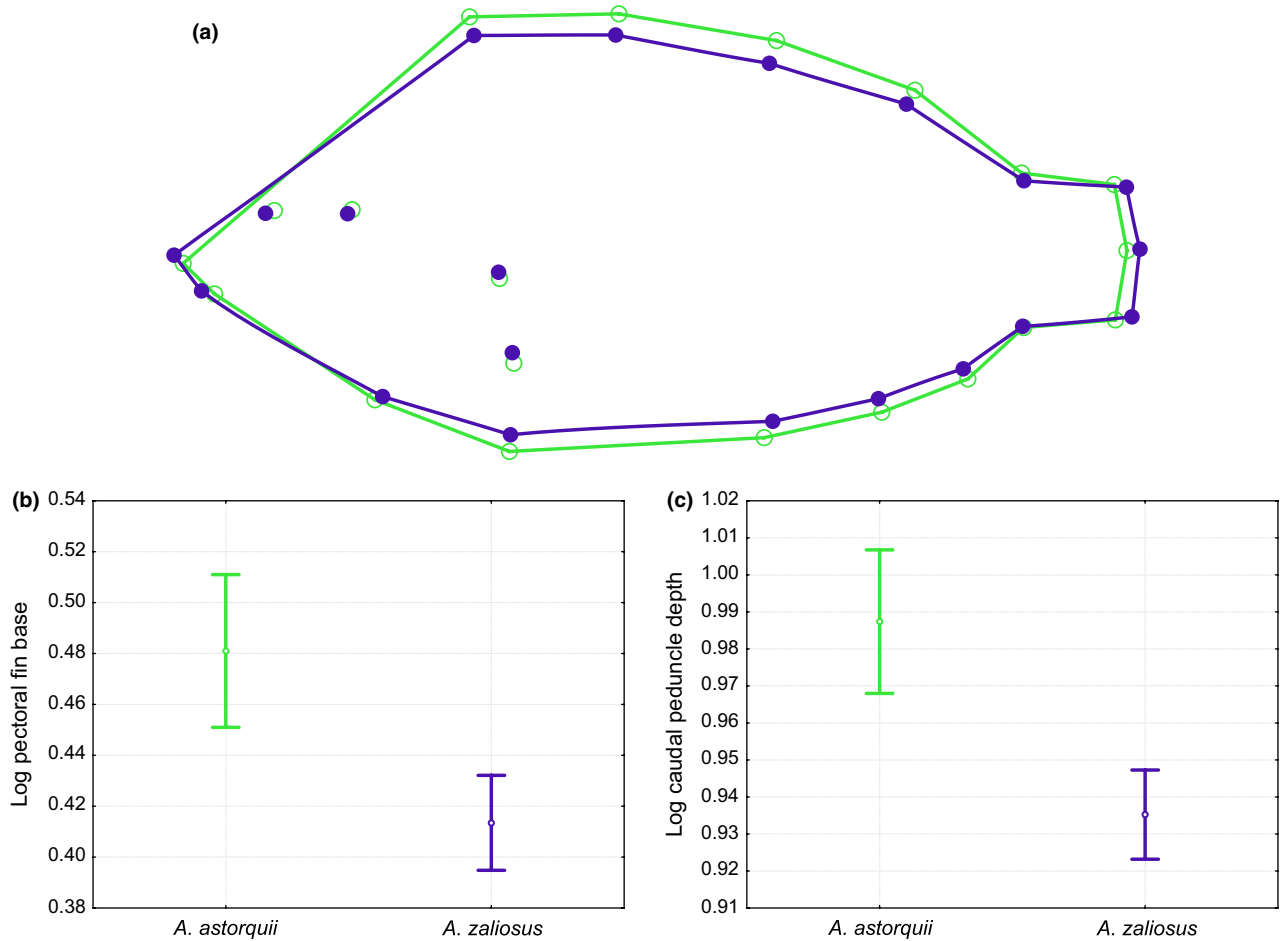 (a)
(b)
Log pectoral fin base
0.54
0.52
0.50
0.48
0.46
0.44
0.42
0.40
0.38
A. astorquii
A. zaliosus
(c)
Log caudal peduncle depth
1.02
1.01
1.00
0.99
0.98
0.97
0.96
0.95
0.94
0.93
0.92
0.91
A. astorquii
A. zaliosus